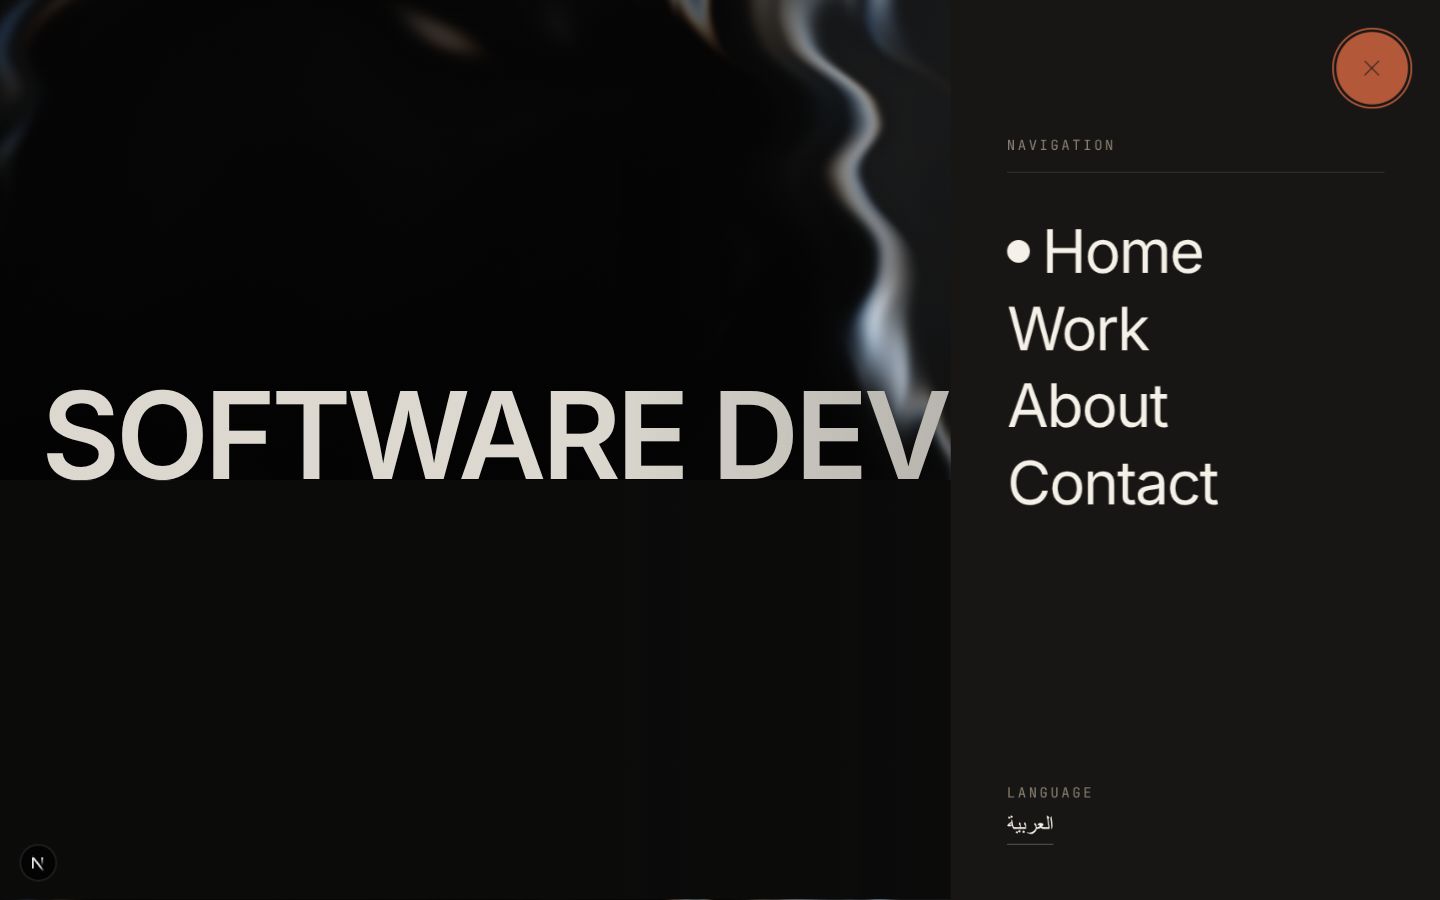 NAVIGATION
Home
Work
About
Contact
SOFTWARE DEV
LANGUAGE
العربية
N